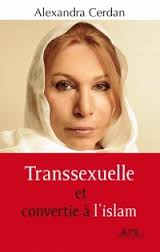 Alexandra Cerdan
Transsexuelle
et
convertie à l'islam